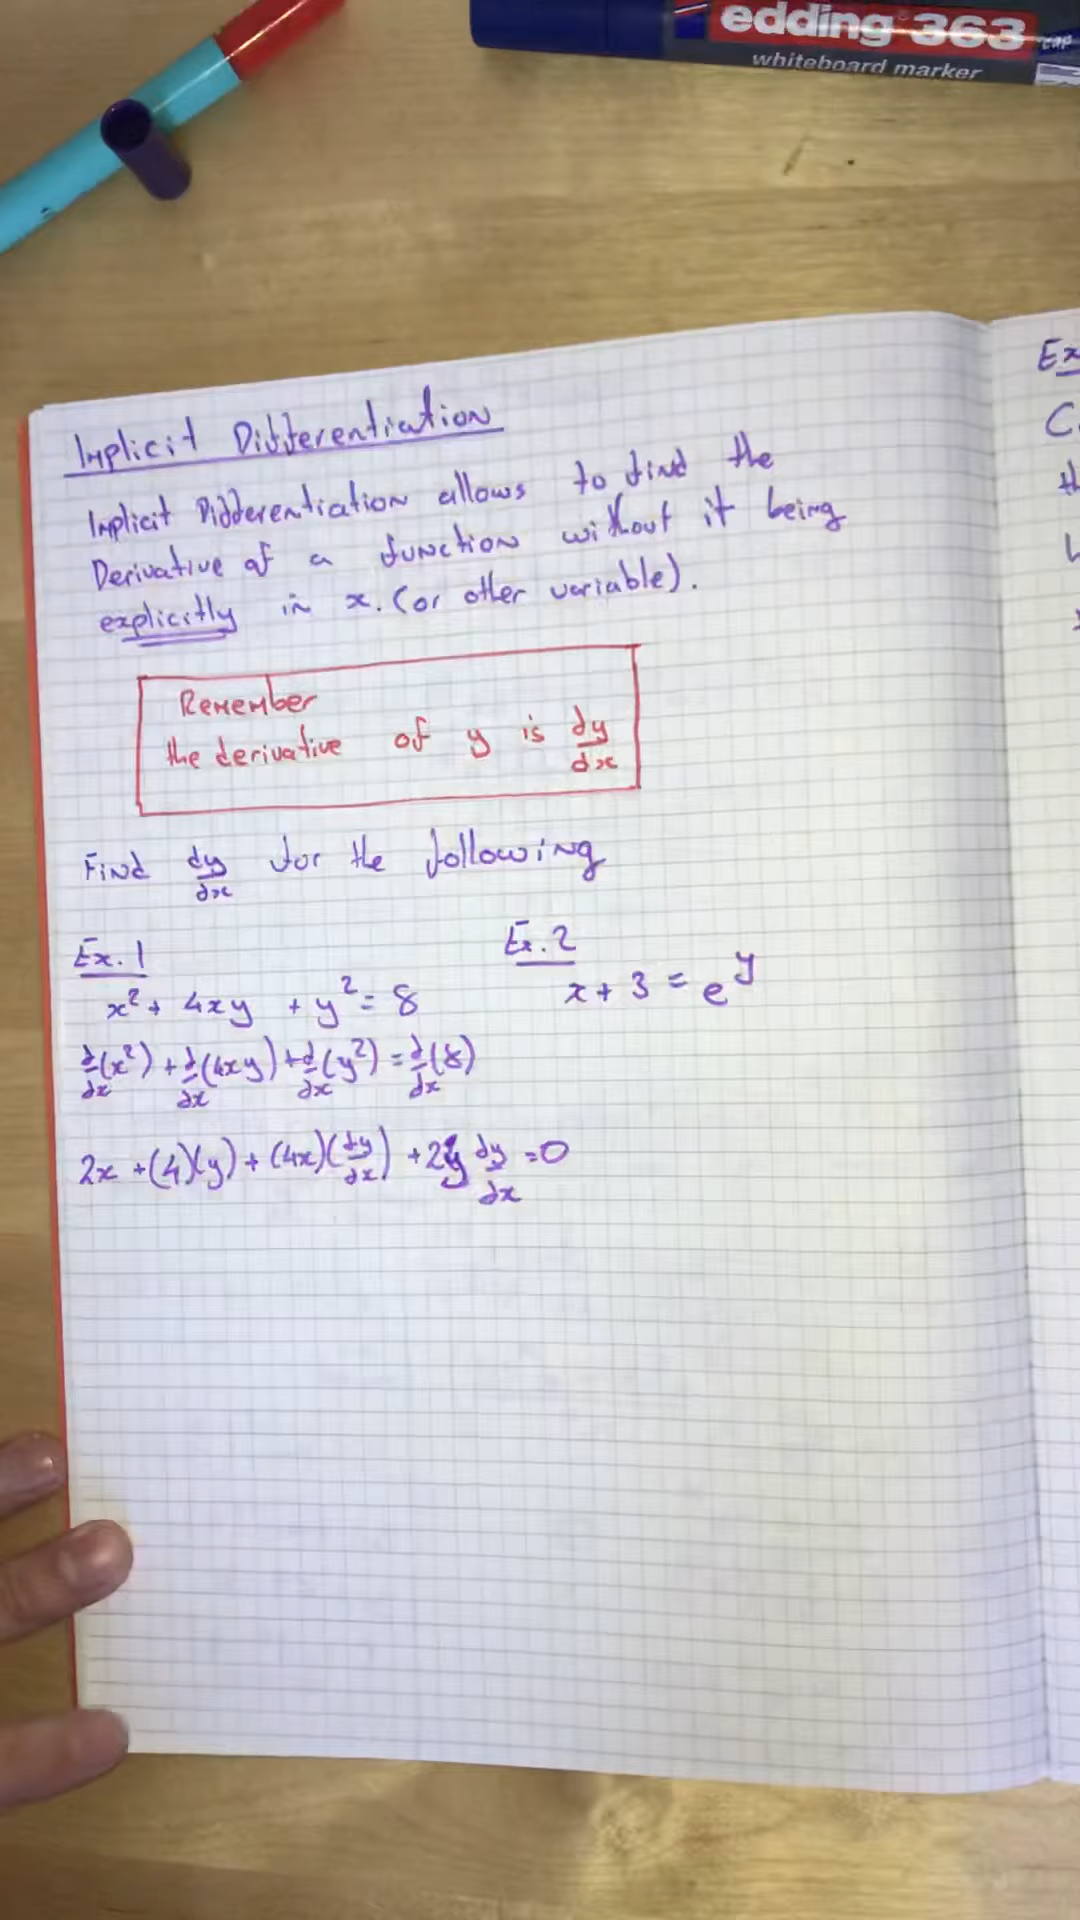 edding 363
cap
whiteboard marker
Implicit Differentiation
Implicit Differentiation allows to find the
Derivative of a function without it being
explicitly in x. (or other variable).
Remember
the derivative of y is dy/dx
Find dy/dx for the following
Ex. 1
x² + 4xy + y² = 8
d/dx(x²) + d/dx(4xy) + d/dx(y²) = d/dx(8)
2x + (4)(y) + (4x)(dy/dx) + 2y dy/dx = 0
Ex. 2
x + 3 = e^y
Ex